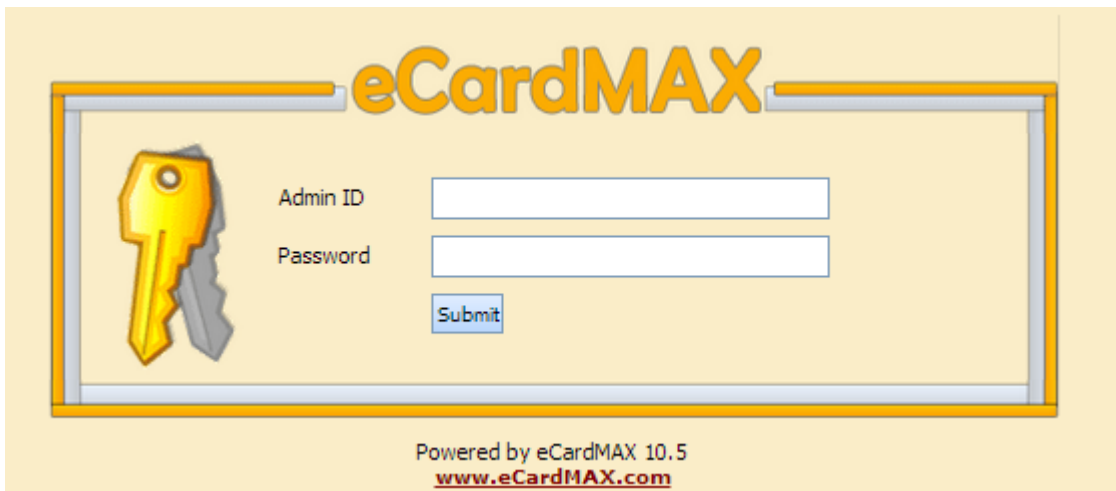 eCardMAX
Admin ID
Password
Submit
Powered by eCardMAX 10.5
www.eCardMAX.com